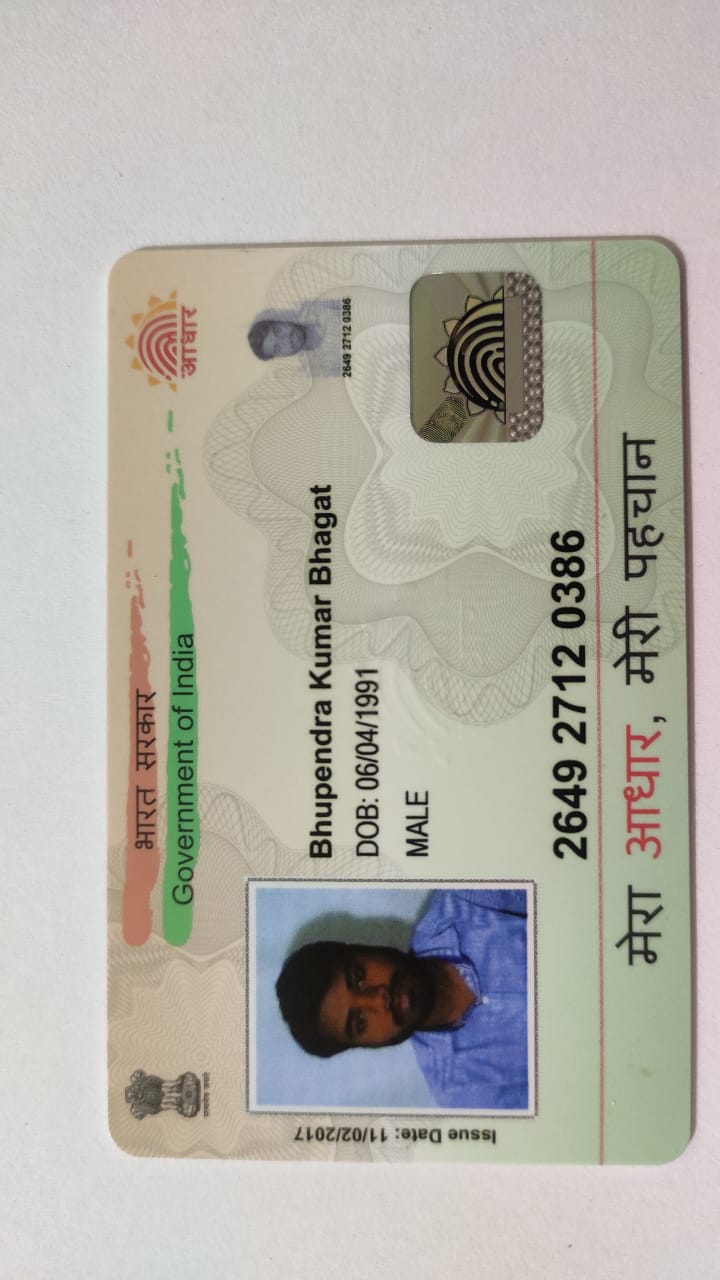 भारत सरकार
Government of India
आधार
सत्यमेव जयते
Issue Date: 11/02/2017
Bhupendra Kumar Bhagat
DOB: 06/04/1991
MALE
2649 2712 0386
2649 2712 0386
मेरा आधार, मेरी पहचान